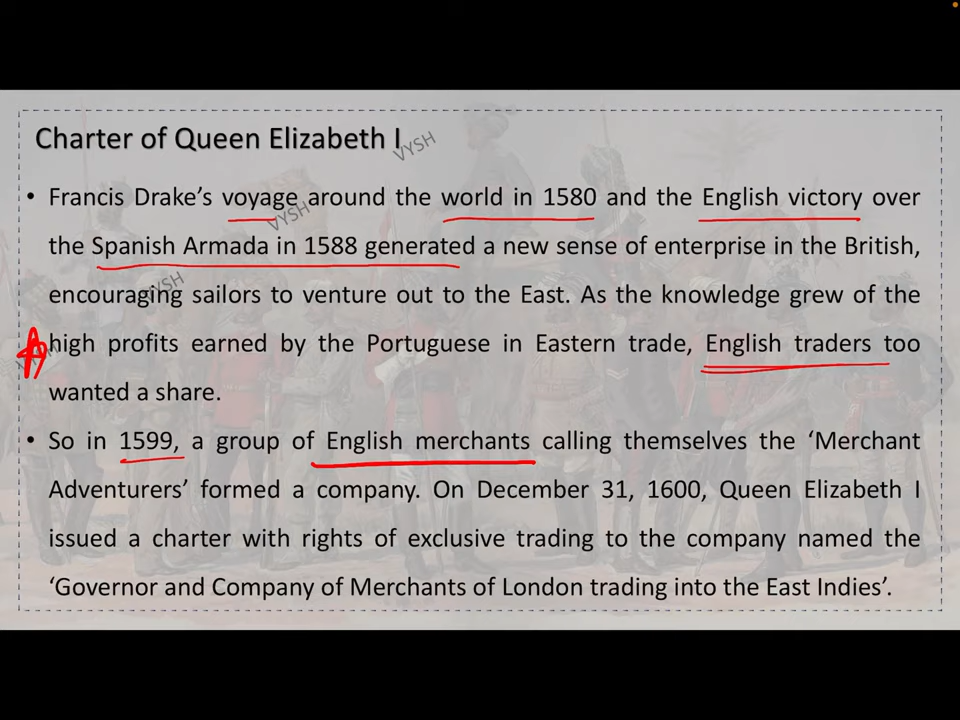 Charter of Queen Elizabeth I
VYSH
• Francis Drake's voyage around the world in 1580 and the English victory over
VYSH
the Spanish Armada in 1588 generated a new sense of enterprise in the British,
VYSH
encouraging sailors to venture out to the East. As the knowledge grew of the
high profits earned by the Portuguese in Eastern trade, English traders too
wanted a share.
• So in 1599, a group of English merchants calling themselves the ‘Merchant
Adventurers’ formed a company. On December 31, 1600, Queen Elizabeth I
issued a charter with rights of exclusive trading to the company named the
‘Governor and Company of Merchants of London trading into the East Indies’.